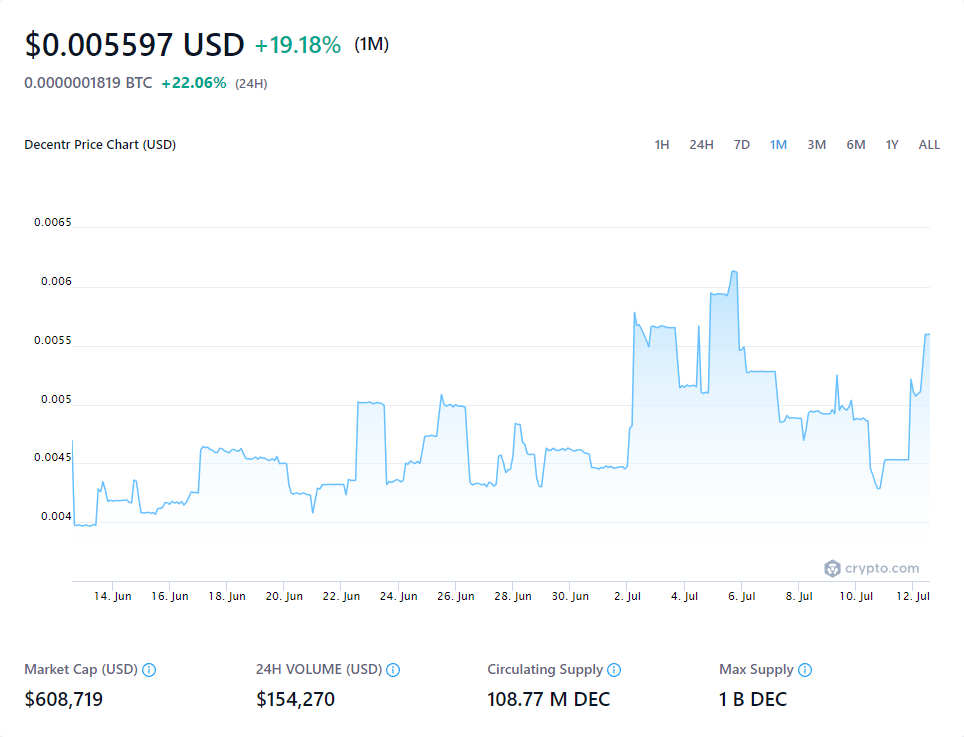 $0.005597 USD +19.18% (1M)
0.0000001819 BTC +22.06% (24H)
Decentr Price Chart (USD) 1H 24H 7D 1M 3M 6M 1Y ALL
0.0065
0.006
0.0055
0.005
0.0045
0.004
crypto.com
14. Jun 16. Jun 18. Jun 20. Jun 22. Jun 24. Jun 26. Jun 28. Jun 30. Jun 2. Jul 4. Jul 6. Jul 8. Jul 10. Jul 12. Jul
Market Cap (USD) 24H VOLUME (USD) Circulating Supply Max Supply
$608,719 $154,270 108.77 M DEC 1 B DEC